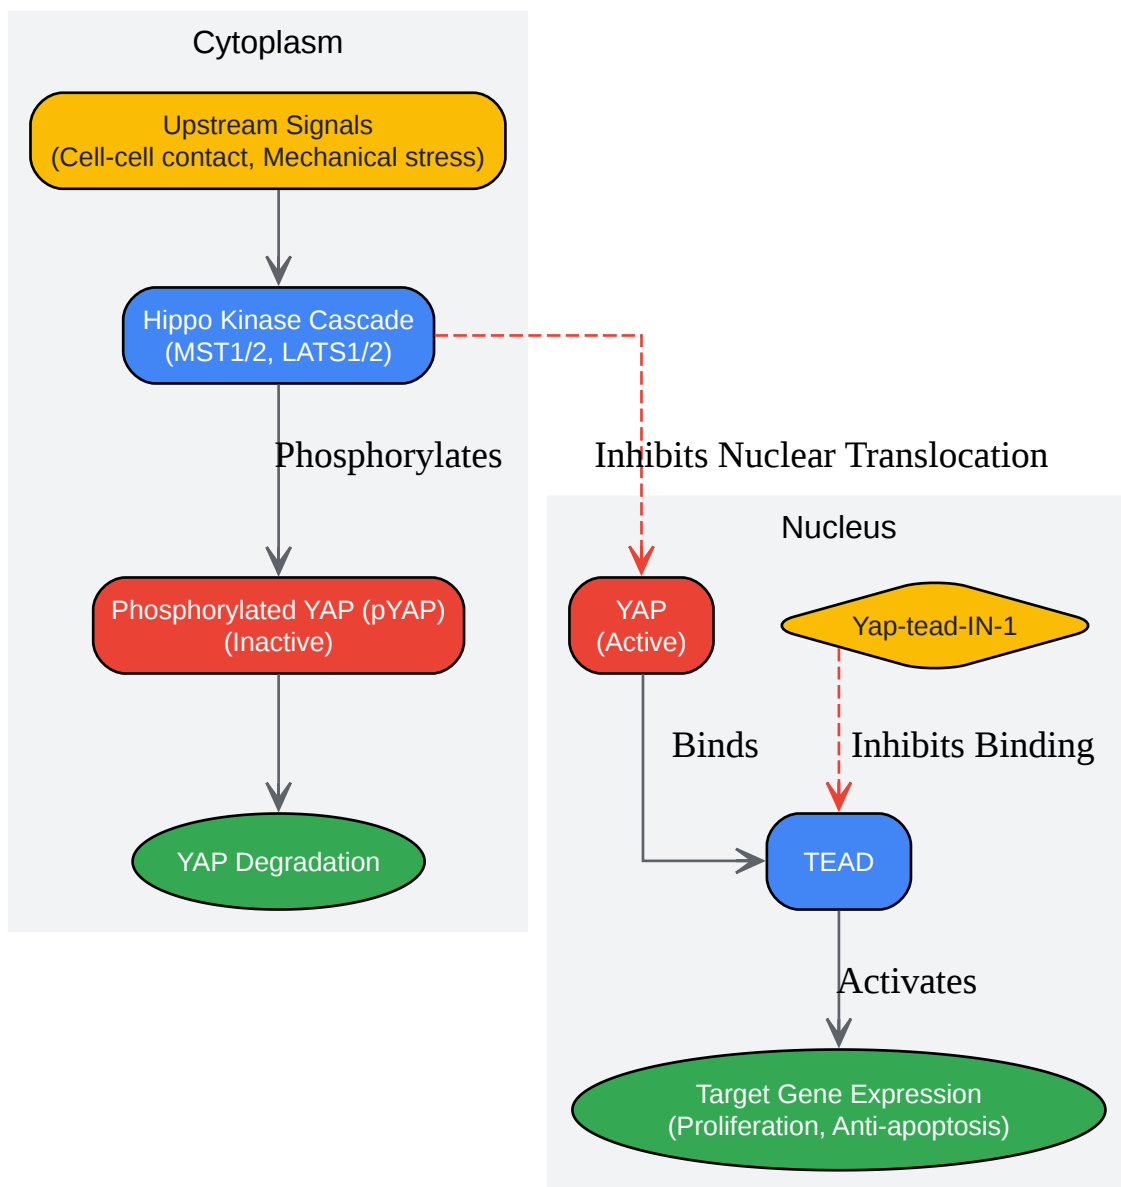 Cytoplasm
Upstream Signals
(Cell-cell contact, Mechanical stress)
Hippo Kinase Cascade
(MST1/2, LATS1/2)
Phosphorylates
Inhibits Nuclear Translocation
Phosphorylated YAP (pYAP)
(Inactive)
YAP Degradation
Nucleus
YAP
(Active)
Yap-tead-IN-1
Binds
Inhibits Binding
TEAD
Activates
Target Gene Expression
(Proliferation, Anti-apoptosis)